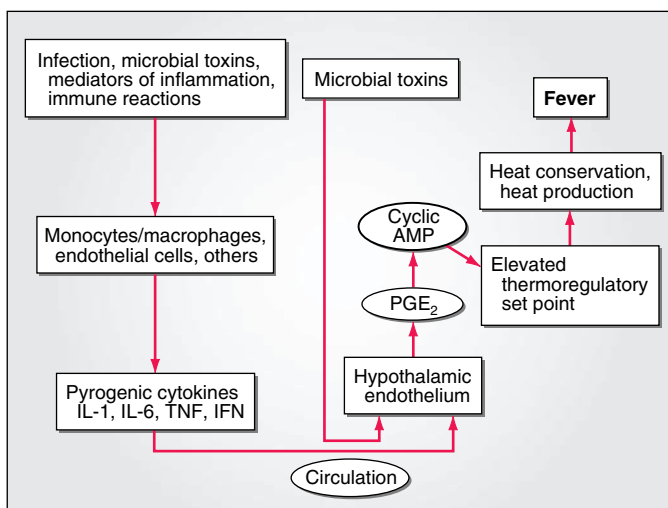 Infection, microbial toxins,
mediators of inflammation,
immune reactions
Microbial toxins
Fever
Heat conservation,
heat production
Monocytes/macrophages,
endothelial cells, others
Cyclic
AMP
Elevated
thermoregulatory
set point
PGE₂
Pyrogenic cytokines
IL-1, IL-6, TNF, IFN
Hypothalamic
endothelium
Circulation